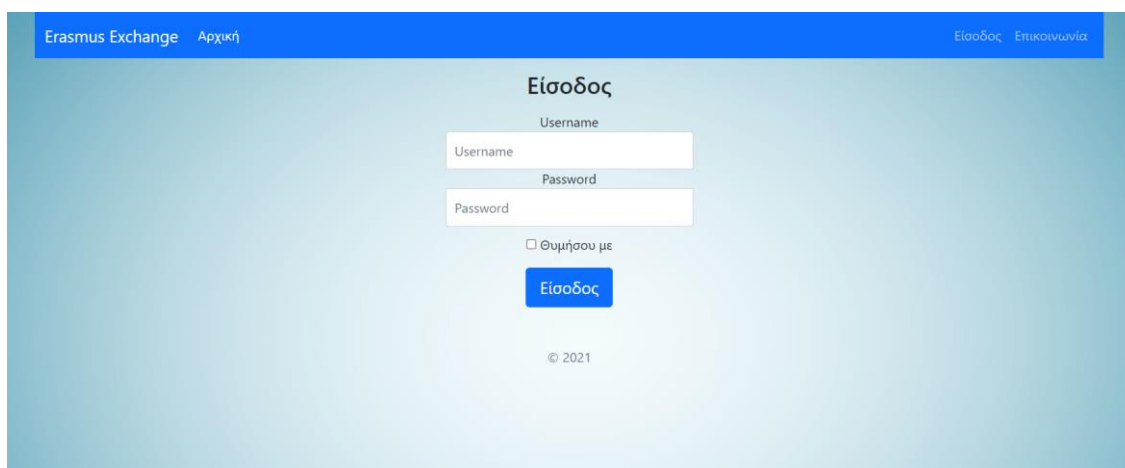 Erasmus Exchange Αρχική Είσοδος Επικοινωνία
Είσοδος
Username
Username
Password
Password
Θυμήσου με
Είσοδος
© 2021